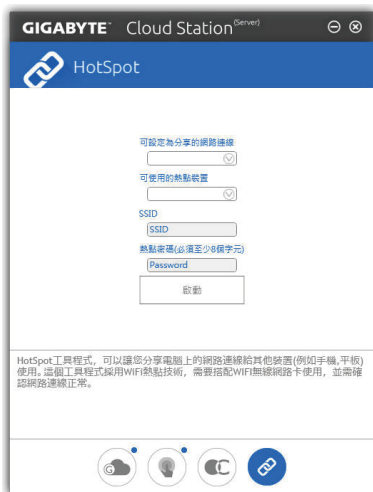 GIGABYTE™ Cloud Station (Server)
HotSpot
可設定為分享的網路連線
可使用的熱點裝置
SSID
SSID
熱點密碼(必須至少8個字元)
Password
啟動
HotSpot工具程式，可以讓您分享電腦上的網路連線給其他裝置(例如手機,平板)
使用。這個工具程式採用WiFi熱點技術，需要搭配WIFI無線網路卡使用，並需確
認網路連線正常。
G